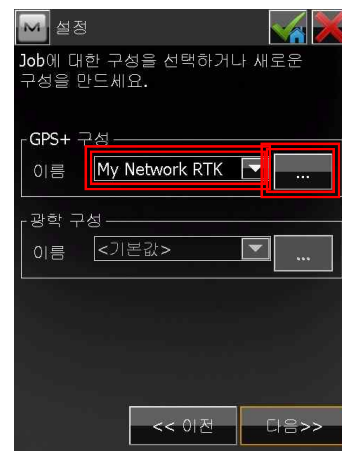 설정
Job에 대한 구성을 선택하거나 새로운
구성을 만드세요.
GPS+ 구성
이름 My Network RTK ...
광학 구성
이름 <기본값> ...
<< 이전 다음>>